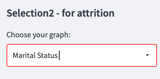 Selection2 - for attrition
Choose your graph:
Marital Status